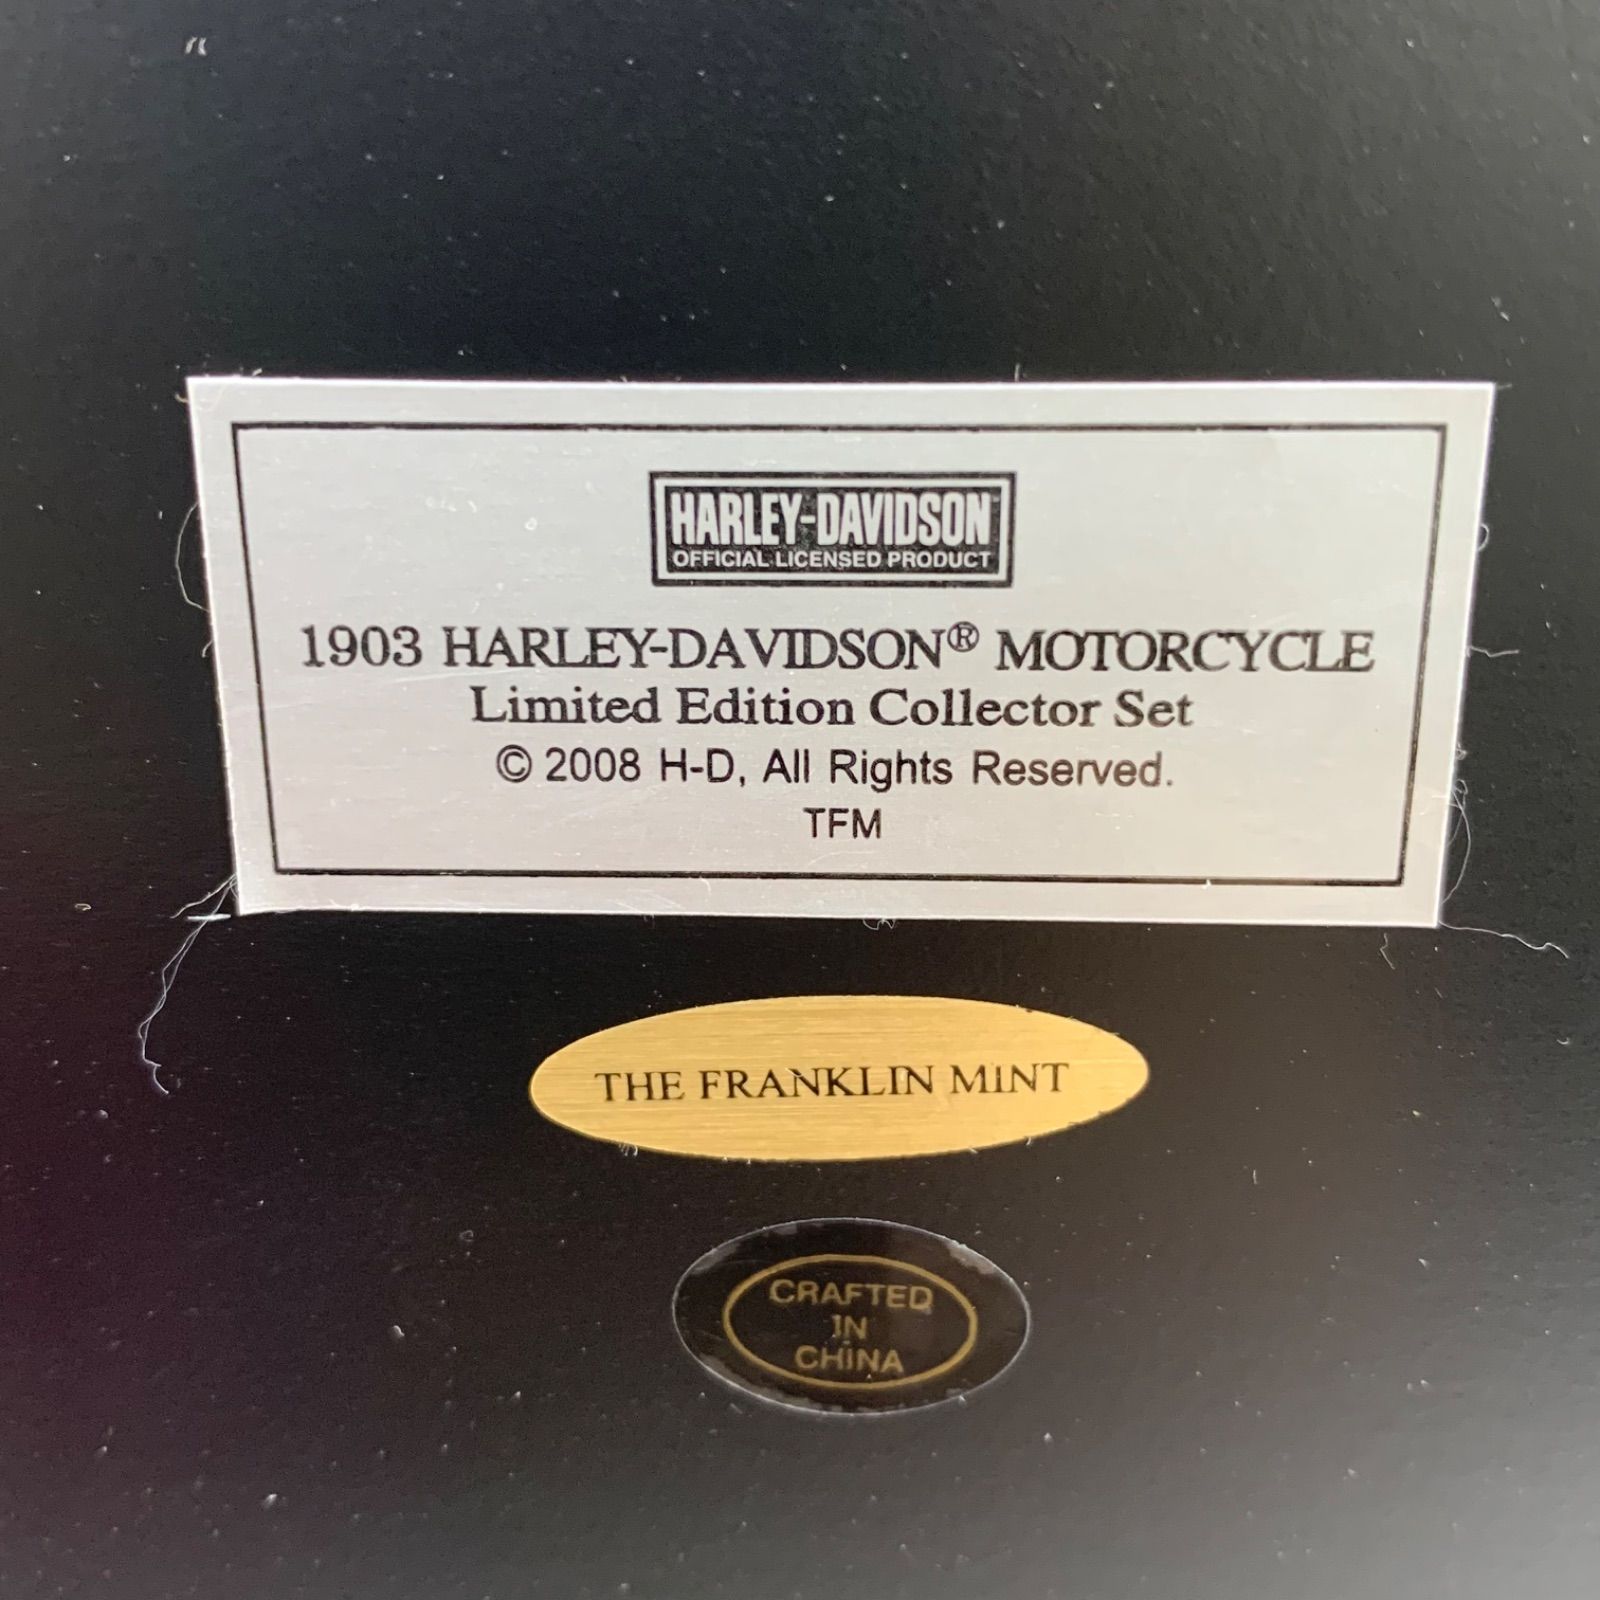 HARLEY-DAVIDSON
OFFICIAL LICENSED PRODUCT
1903 HARLEY-DAVIDSON® MOTORCYCLE
Limited Edition Collector Set
© 2008 H-D, All Rights Reserved.
TFM
THE FRANKLIN MINT
CRAFTED
IN
CHINA